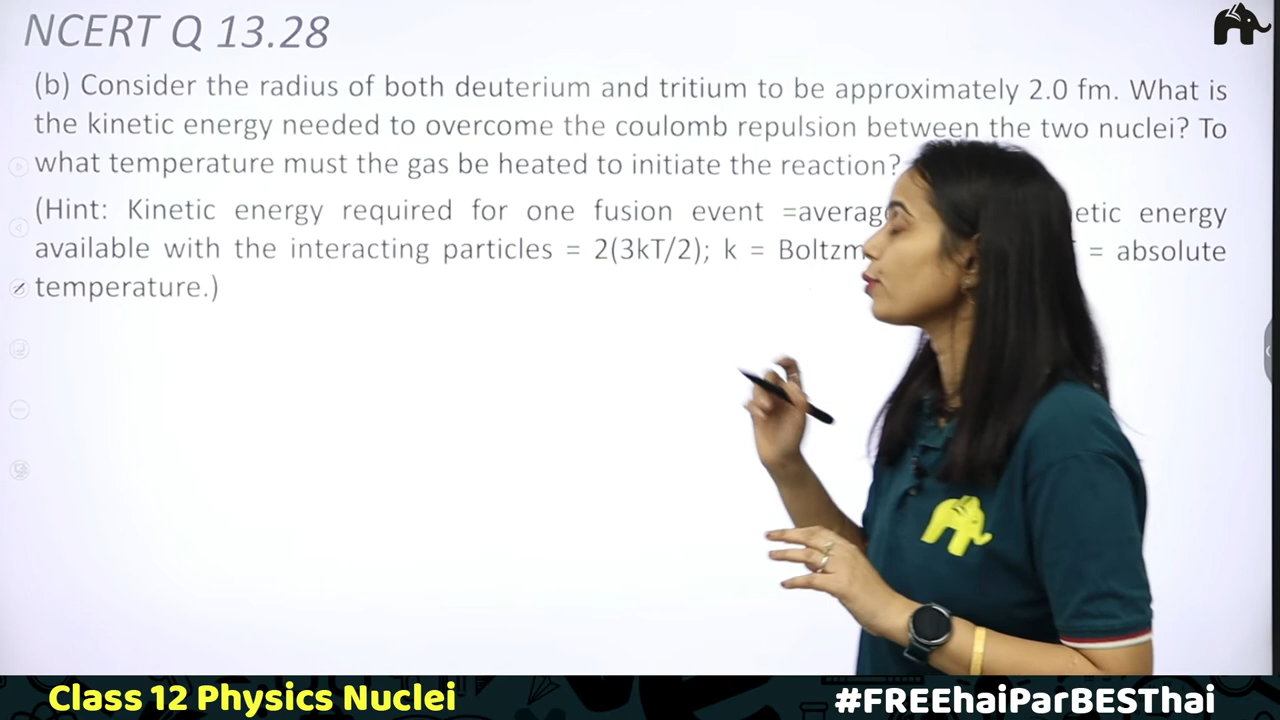 NCERT Q 13.28
(b) Consider the radius of both deuterium and tritium to be approximately 2.0 fm. What is
the kinetic energy needed to overcome the coulomb repulsion between the two nuclei? To
what temperature must the gas be heated to initiate the reaction?
(Hint: Kinetic energy required for one fusion event =average energy
available with the interacting particles = 2(3kT/2); k = = absolute
temperature.)
Class 12 Physics Nuclei
#FREEhaiParBESThai